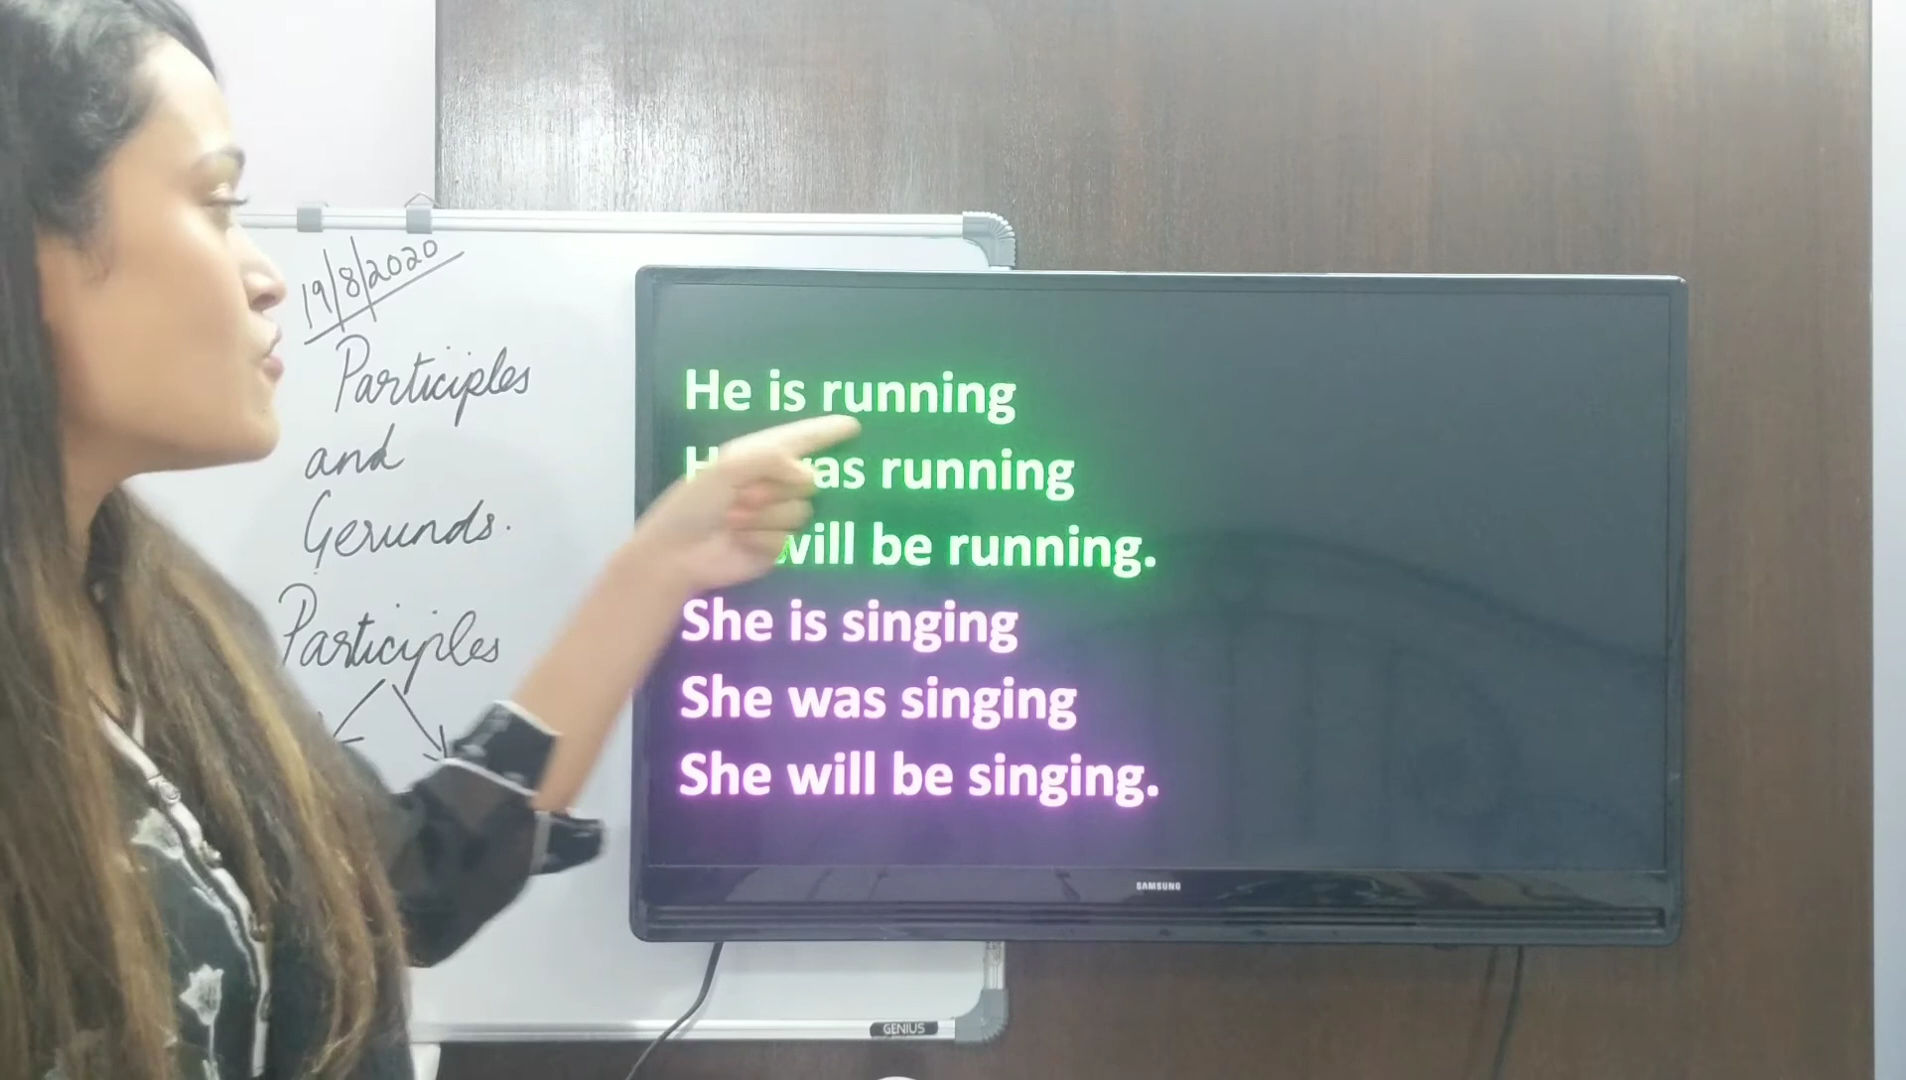 19/8/2020
Participles
and
Gerunds.
Participles
He is running
was running
will be running.
She is singing
She was singing
She will be singing.
SAMSUNG
GENIUS